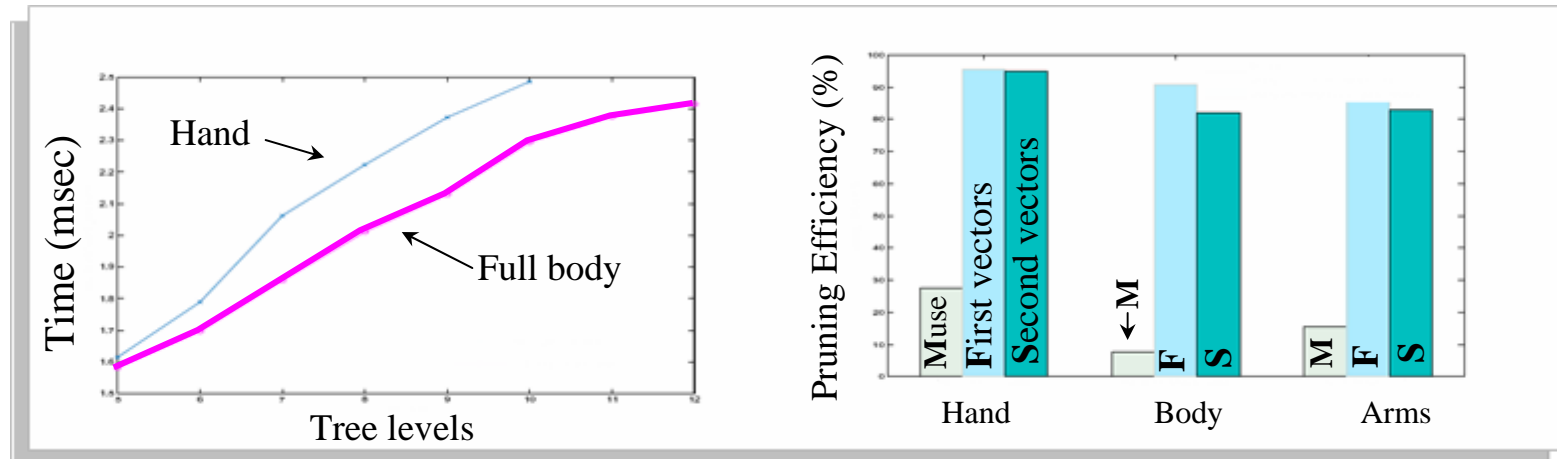 Time (msec)
2.5
2.4
2.3
2.2
2.1
2
1.9
1.8
1.7
1.6
1.5
Hand
Full body
5 6 7 8 9 10 11 12
Tree levels
Pruning Efficiency (%)
100
90
80
70
60
50
40
30
20
10
0
Muse
First vectors
Second vectors
←M
F
S
M
F
S
Hand Body Arms